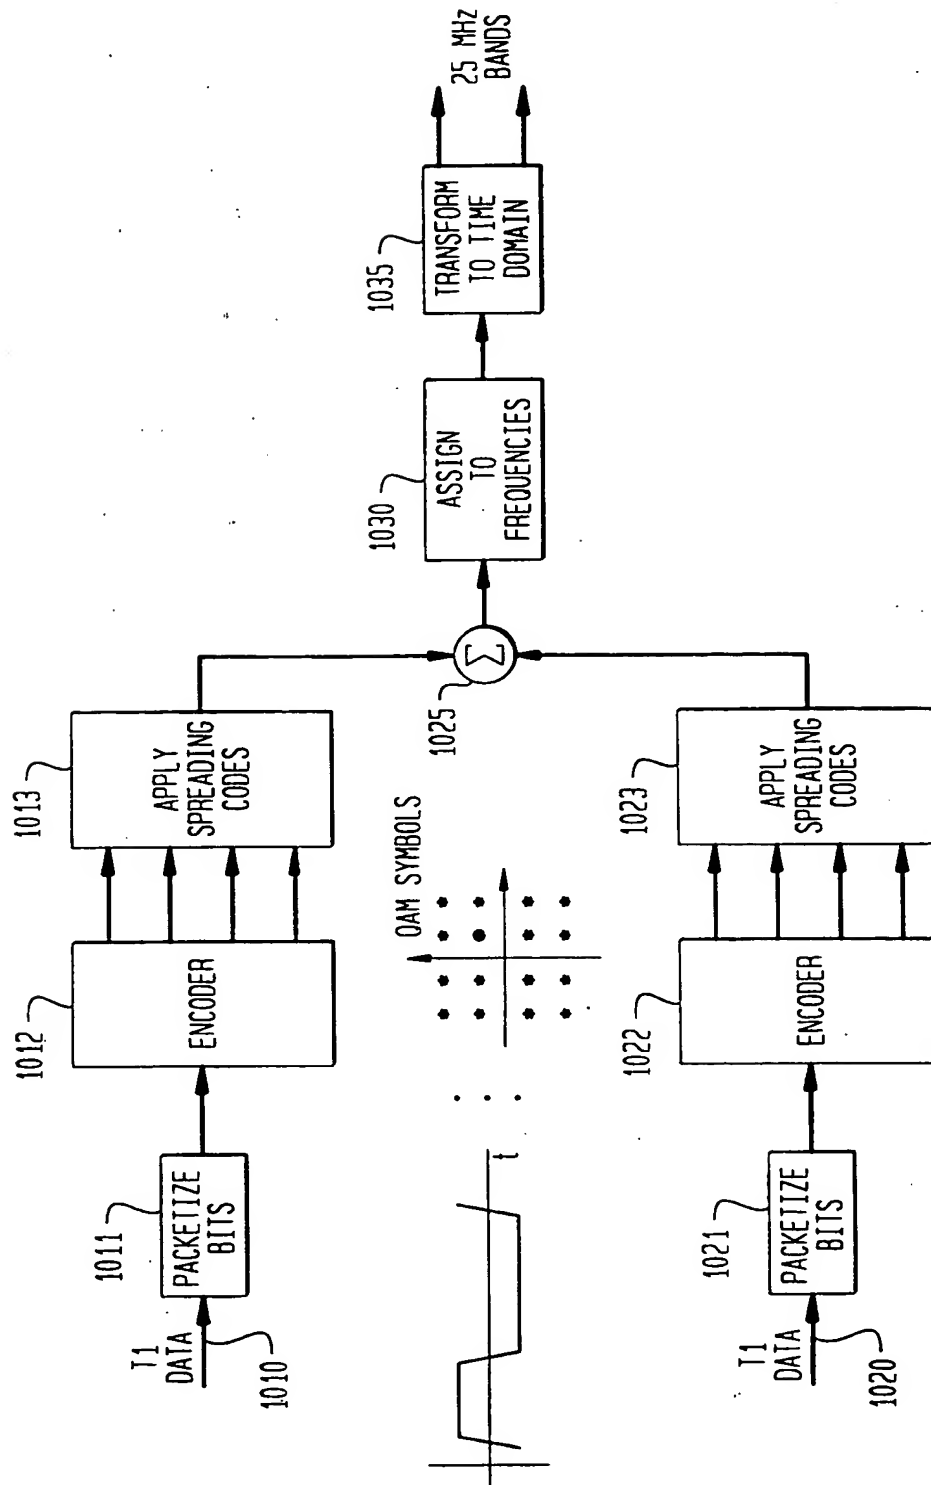 T1
DATA
1010
1011
PACKETIZE
BITS
1012
ENCODER
1013
APPLY
SPREADING
CODES
t
QAM SYMBOLS
Σ
1025
1030
ASSIGN
TO
FREQUENCIES
1035
TRANSFORM
TO TIME
DOMAIN
25 MHz
BANDS
T1
DATA
1020
1021
PACKETIZE
BITS
1022
ENCODER
1023
APPLY
SPREADING
CODES